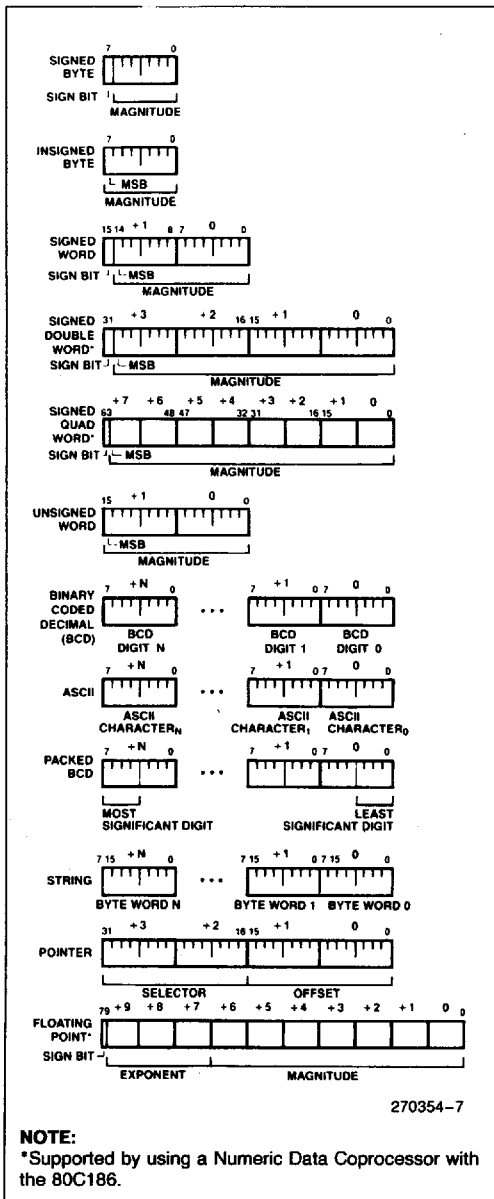 7 0
SIGNED
BYTE
SIGN BIT
MAGNITUDE
7 0
INSIGNED
BYTE
MSB
MAGNITUDE
15 14 +1 8 7 0 0
SIGNED
WORD
SIGN BIT MSB
MAGNITUDE
SIGNED 31 +3 +2 16 15 +1 0 0
DOUBLE
WORD*
SIGN BIT MSB
MAGNITUDE
SIGNED +7 +6 +5 +4 +3 +2 +1 0
63 48 47 32 31 16 15 0
QUAD
WORD*
SIGN BIT MSB
MAGNITUDE
15 +1 0 0
UNSIGNED
WORD
MSB
MAGNITUDE
7 +N 0 7 +1 0 7 0 0
BINARY
CODED ...
DECIMAL
(BCD)
BCD BCD BCD
DIGIT N DIGIT 1 DIGIT 0
7 +N 0 7 +1 0 7 0 0
ASCII ...
ASCII ASCII ASCII
CHARACTERN CHARACTER1 CHARACTER0
7 +N 0 7 +1 0 7 0 0
PACKED
BCD ...
MOST LEAST
SIGNIFICANT DIGIT SIGNIFICANT DIGIT
7 15 +N 0 7 15 +1 0 7 15 0 0
STRING ...
BYTE WORD N BYTE WORD 1 BYTE WORD 0
31 +3 +2 16 15 +1 0 0
POINTER
SELECTOR OFFSET
79 +9 +8 +7 +6 +5 +4 +3 +2 +1 0 0
FLOATING
POINT*
SIGN BIT
EXPONENT MAGNITUDE
270354-7
NOTE:
*Supported by using a Numeric Data Coprocessor with
the 80C186.